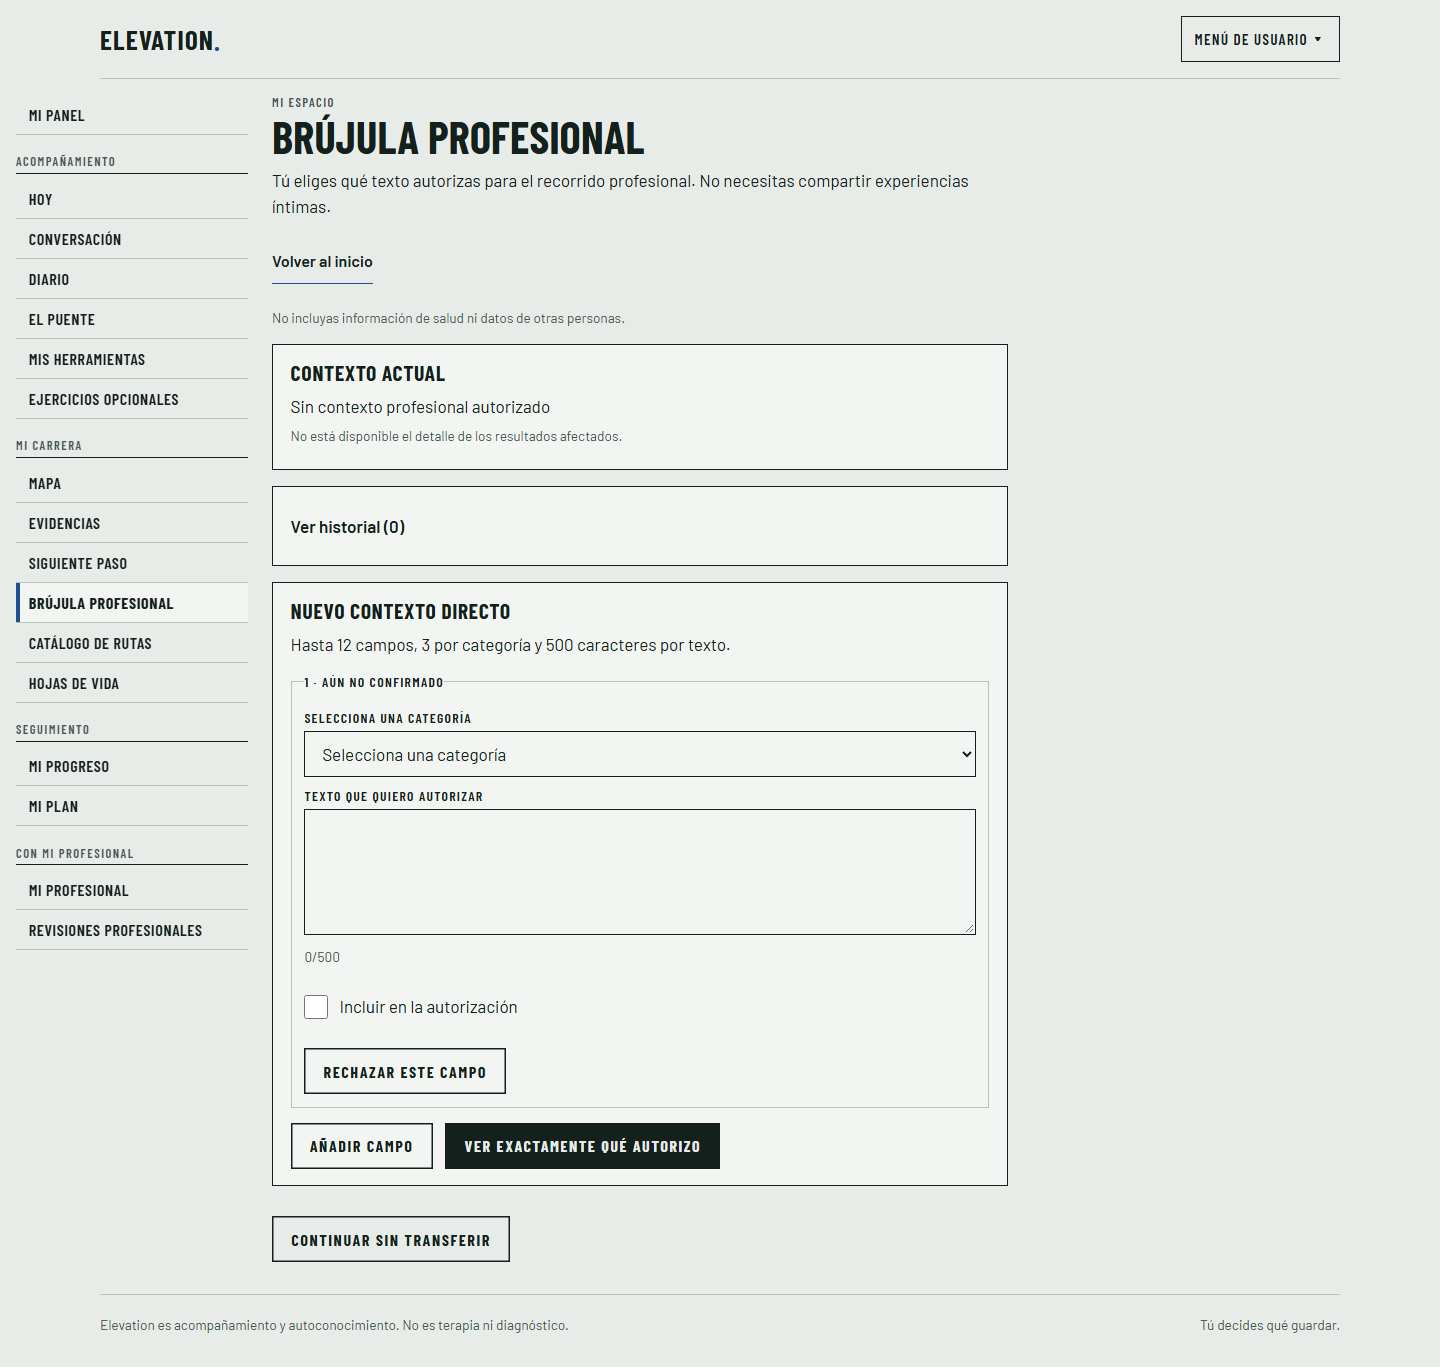 ELEVATION.
MENÚ DE USUARIO
MI PANEL
ACOMPAÑAMIENTO
HOY
CONVERSACIÓN
DIARIO
EL PUENTE
MIS HERRAMIENTAS
EJERCICIOS OPCIONALES
MI CARRERA
MAPA
EVIDENCIAS
SIGUIENTE PASO
BRÚJULA PROFESIONAL
CATÁLOGO DE RUTAS
HOJAS DE VIDA
SEGUIMIENTO
MI PROGRESO
MI PLAN
CON MI PROFESIONAL
MI PROFESIONAL
REVISIONES PROFESIONALES
MI ESPACIO
BRÚJULA PROFESIONAL
Tú eliges qué texto autorizas para el recorrido profesional. No necesitas compartir experiencias
íntimas.
Volver al inicio
No incluyas información de salud ni datos de otras personas.
CONTEXTO ACTUAL
Sin contexto profesional autorizado
No está disponible el detalle de los resultados afectados.
Ver historial (0)
NUEVO CONTEXTO DIRECTO
Hasta 12 campos, 3 por categoría y 500 caracteres por texto.
1 · AÚN NO CONFIRMADO
SELECCIONA UNA CATEGORÍA
Selecciona una categoría
TEXTO QUE QUIERO AUTORIZAR
0/500
Incluir en la autorización
RECHAZAR ESTE CAMPO
AÑADIR CAMPO
VER EXACTAMENTE QUÉ AUTORIZO
CONTINUAR SIN TRANSFERIR
Elevation es acompañamiento y autoconocimiento. No es terapia ni diagnóstico.
Tú decides qué guardar.